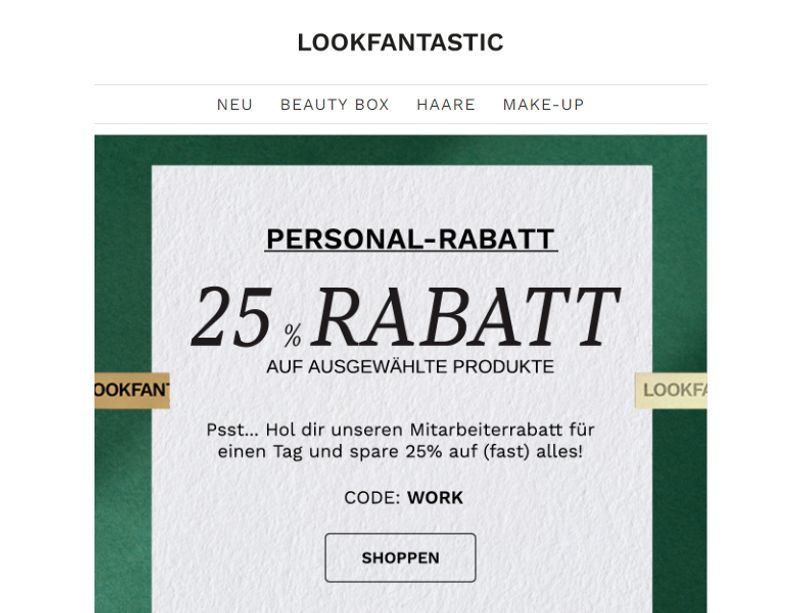 LOOKFANTASTIC
NEU BEAUTY BOX HAARE MAKE-UP
PERSONAL-RABATT
25 % RABATT
AUF AUSGEWÄHLTE PRODUKTE
OOKFANT
LOOKFA
Psst... Hol dir unseren Mitarbeiterrabatt für
einen Tag und spare 25% auf (fast) alles!
CODE: WORK
SHOPPEN